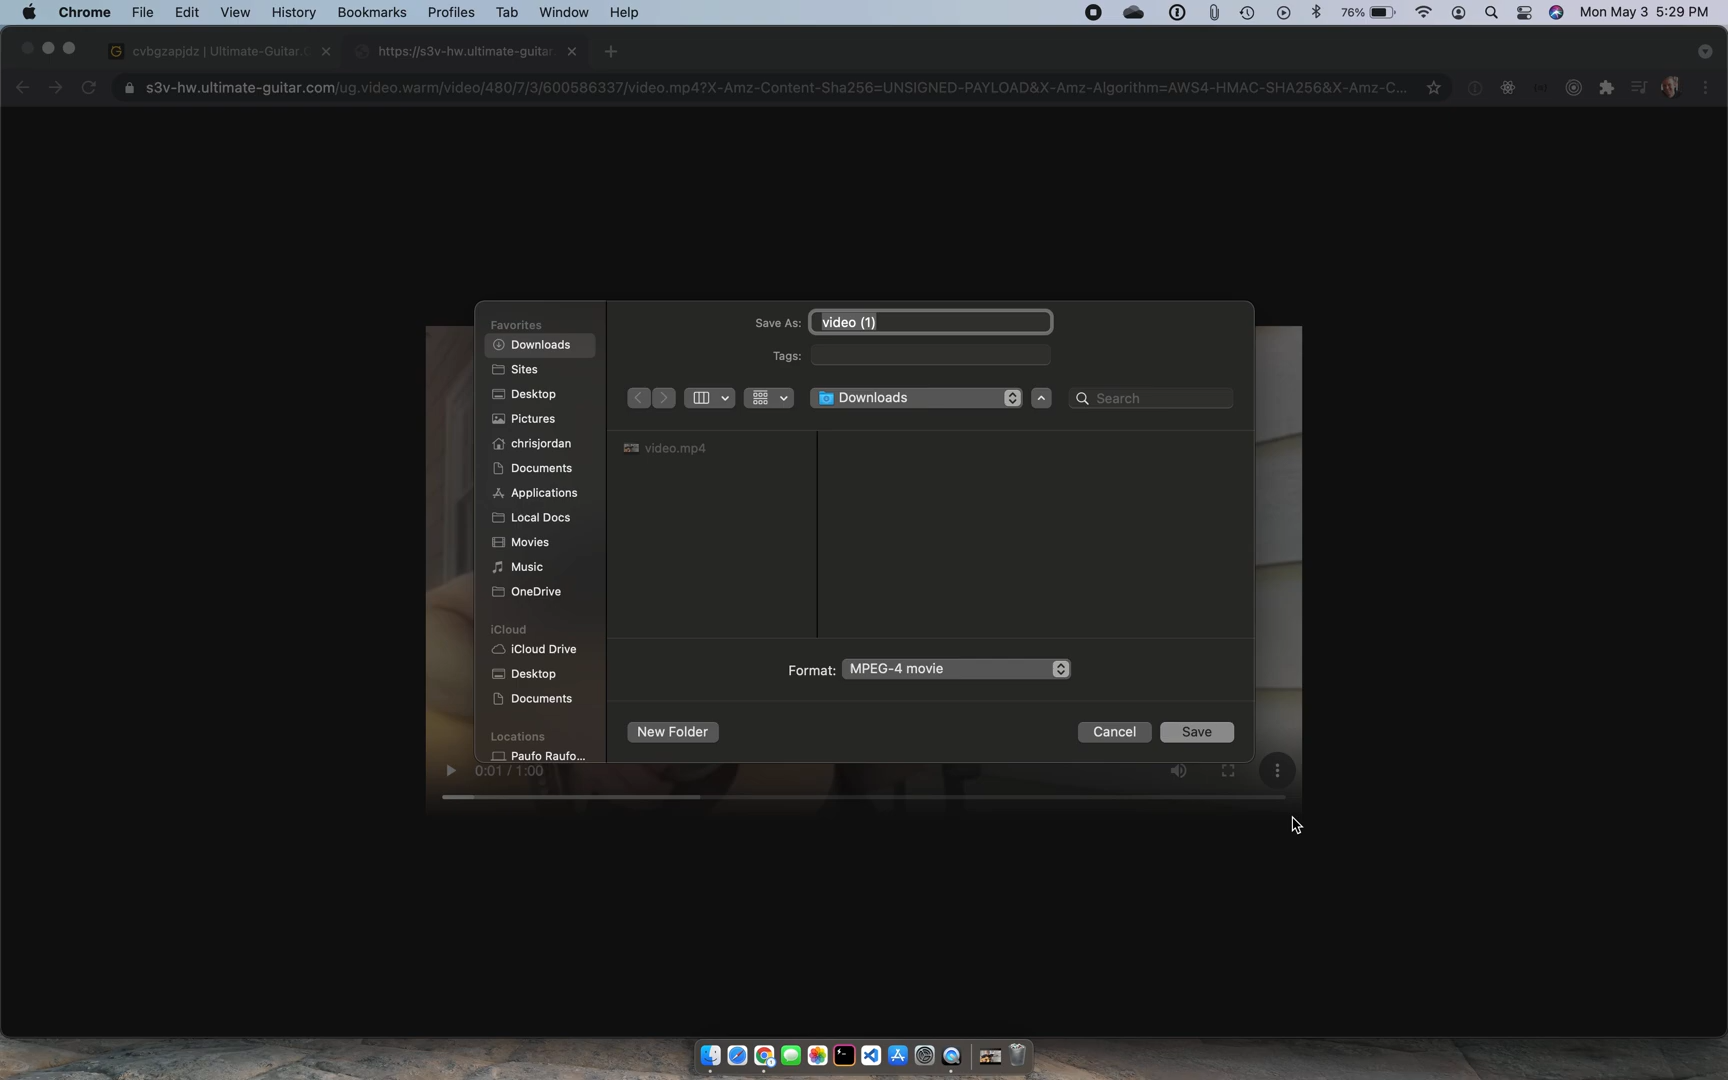 Chrome File Edit View History Bookmarks Profiles Tab Window Help 76% Mon May 3 5:29 PM
cvbgzapjdz | Ultimate-Guitar. https://s3v-hw.ultimate-guitar
s3v-hw.ultimate-guitar.com/ug.video.warm/video/480/7/3/600586337/video.mp4?X-Amz-Content-Sha256=UNSIGNED-PAYLOAD&X-Amz-Algorithm=AWS4-HMAC-SHA256&X-Amz-C...
Favorites
Downloads
Sites
Desktop
Pictures
chrisjordan
Documents
Applications
Local Docs
Movies
Music
OneDrive
iCloud
iCloud Drive
Desktop
Documents
Locations
Paufo Raufo...
Save As: video (1)
Tags:
Downloads Search
video.mp4
Format: MPEG-4 movie
New Folder Cancel Save
0:01 / 1:00